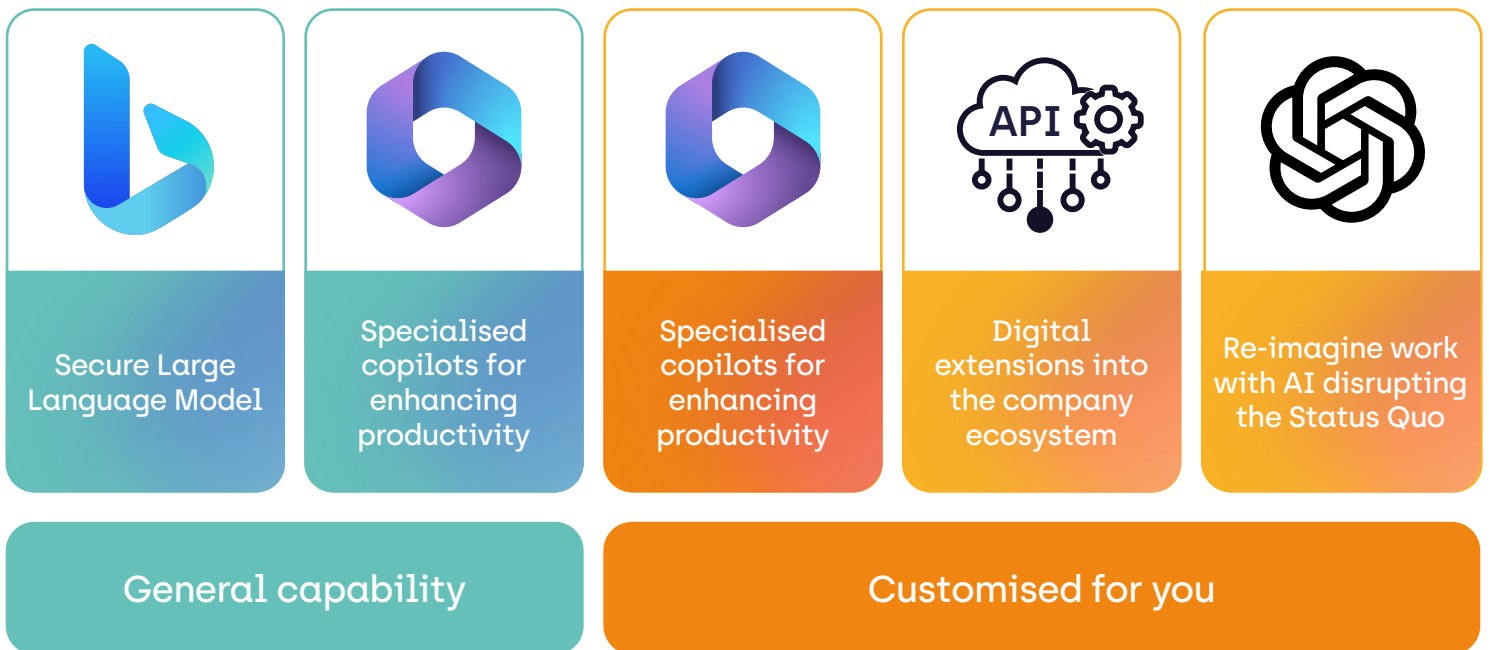 API
Secure Large
Language Model
Specialised
copilots for
enhancing
productivity
Specialised
copilots for
enhancing
productivity
Digital
extensions into
the company
ecosystem
Re-imagine work
with AI disrupting
the Status Quo
General capability
Customised for you